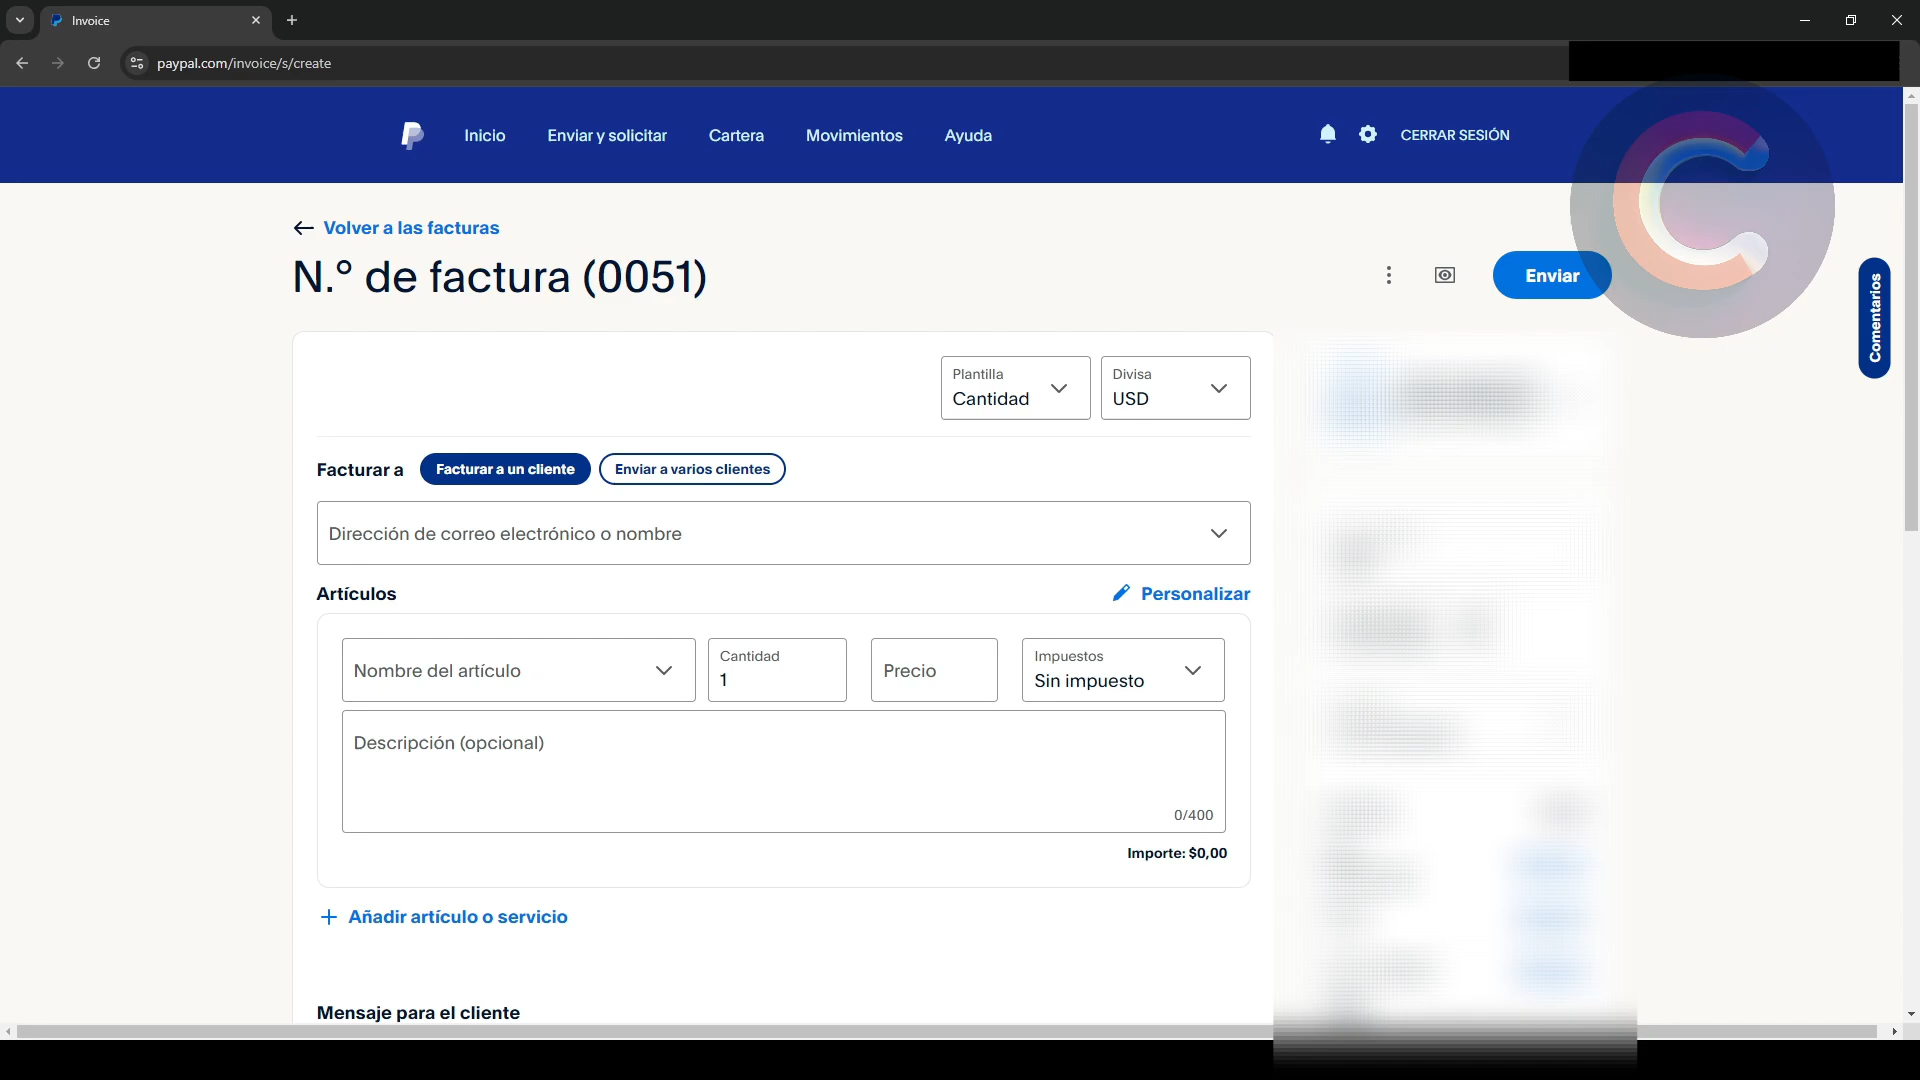 Invoice
paypal.com/invoice/s/create
Inicio Enviar y solicitar Cartera Movimientos Ayuda CERRAR SESIÓN
Volver a las facturas
N.º de factura (0051)
Enviar
Comentarios
Plantilla
Cantidad
Divisa
USD
Facturar a Facturar a un cliente Enviar a varios clientes
Dirección de correo electrónico o nombre
Artículos Personalizar
Nombre del artículo
Cantidad
1
Precio
Impuestos
Sin impuesto
Descripción (opcional)
0/400
Importe: $0,00
Añadir artículo o servicio
Mensaje para el cliente